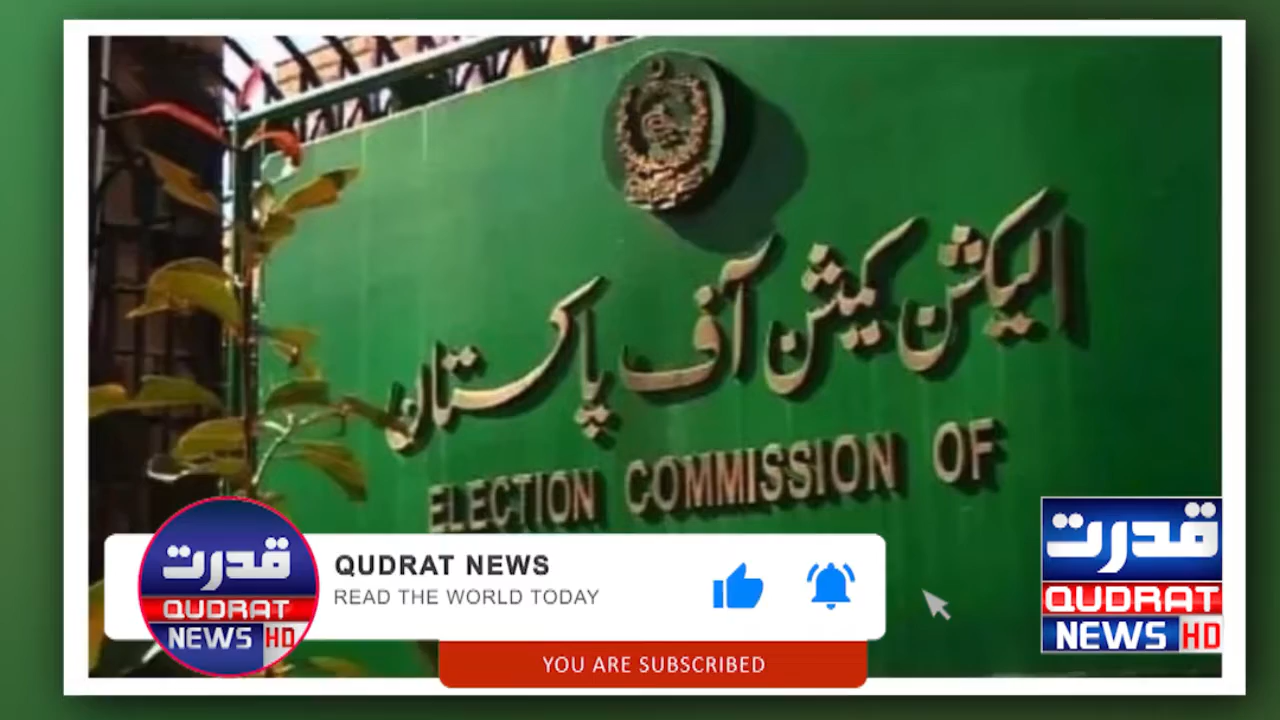 الیکشن کمیشن آف پاکستان
ELECTION COMMISSION OF
قدرت
QUDRAT
NEWS HD
QUDRAT NEWS
READ THE WORLD TODAY
YOU ARE SUBSCRIBED
قدرت
QUDRAT
NEWS HD